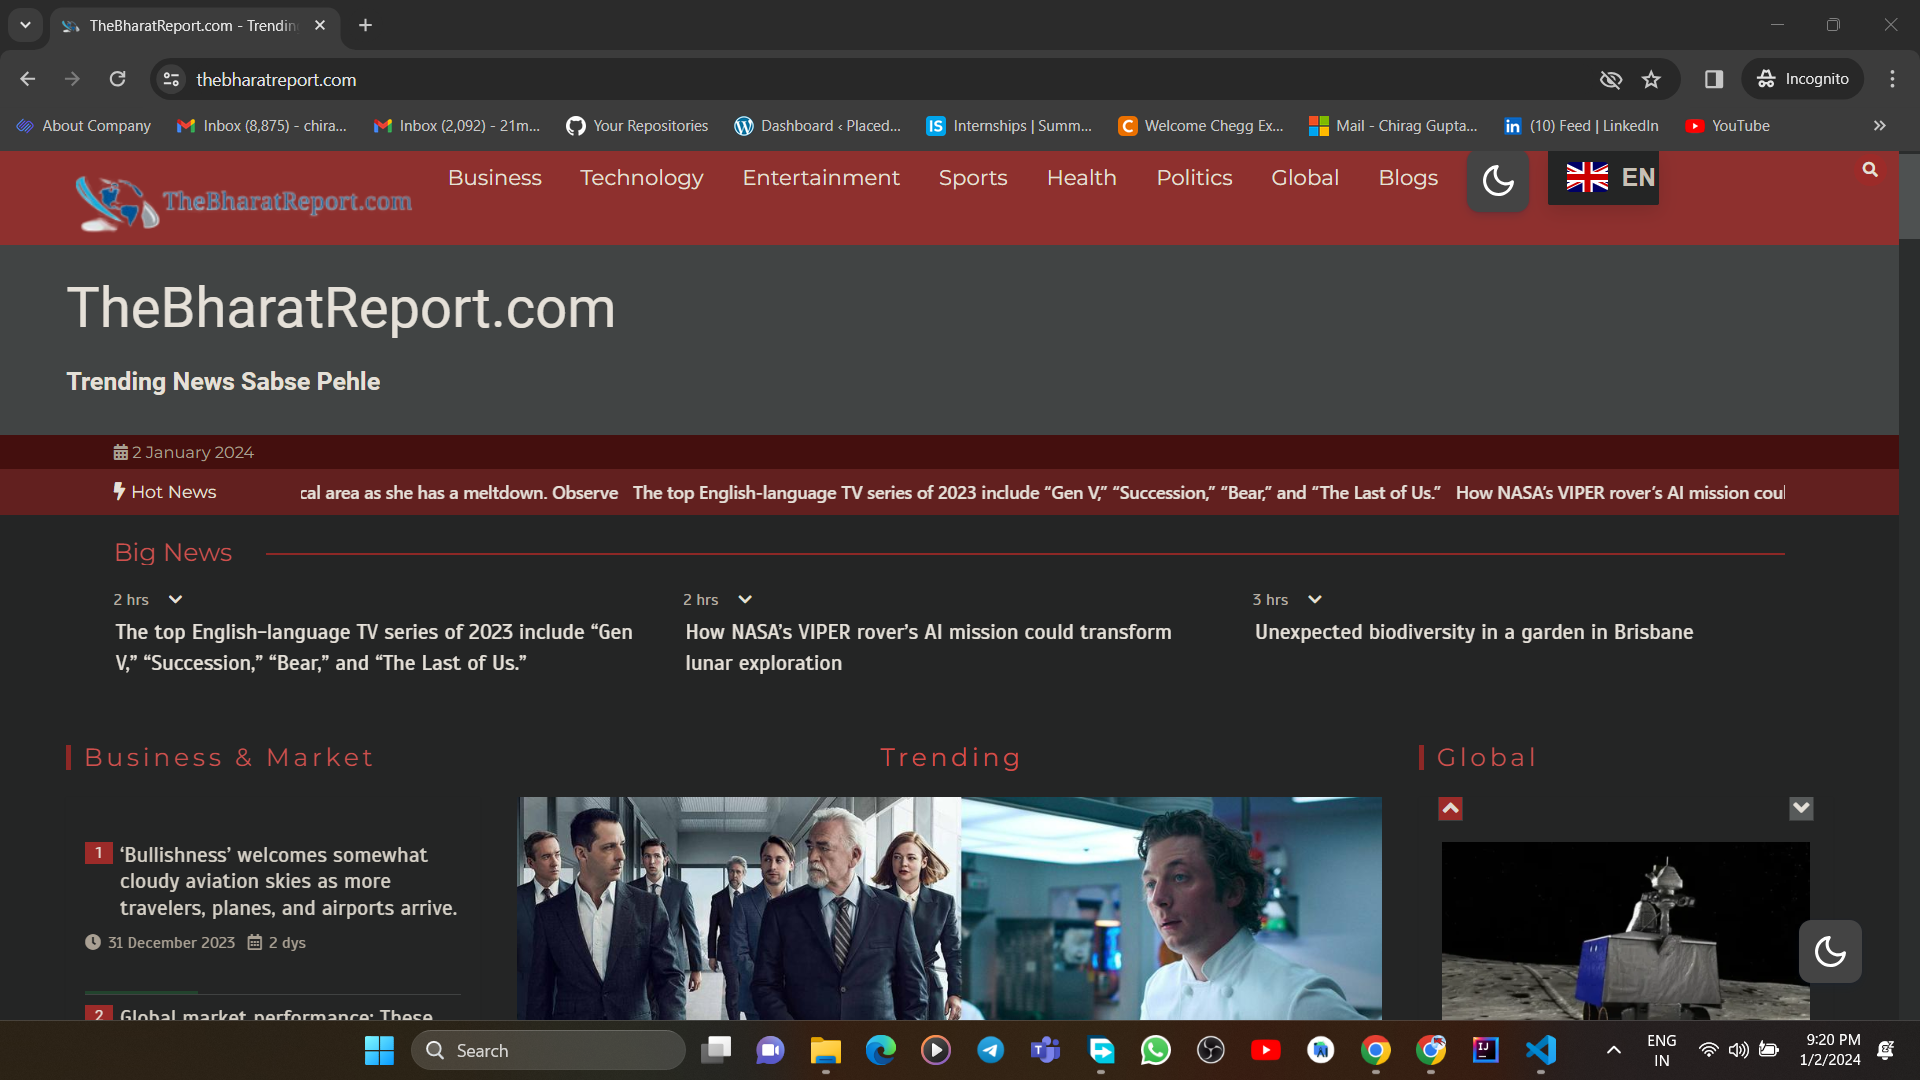 TheBharatReport.com - Trendin
thebharatreport.com
Incognito
About Company
Inbox (8,875) - chira...
Inbox (2,092) - 21m...
Your Repositories
Dashboard ‹ Placed...
IS
Internships | Summ...
Welcome Chegg Ex...
Mail - Chirag Gupta...
in
(10) Feed | LinkedIn
YouTube
TheBharatReport.com
Business
Technology
Entertainment
Sports
Health
Politics
Global
Blogs
EN
TheBharatReport.com
Trending News Sabse Pehle
2 January 2024
Hot News
cal area as she has a meltdown. Observe The top English-language TV series of 2023 include “Gen V,” “Succession,” “Bear,” and “The Last of Us.” How NASA’s VIPER rover’s AI mission coul
Big News
2 hrs
The top English-language TV series of 2023 include “Gen
V,” “Succession,” “Bear,” and “The Last of Us.”
2 hrs
How NASA’s VIPER rover’s AI mission could transform
lunar exploration
3 hrs
Unexpected biodiversity in a garden in Brisbane
Business & Market
1
‘Bullishness’ welcomes somewhat
cloudy aviation skies as more
travelers, planes, and airports arrive.
31 December 2023 2 dys
2
Global market performance: These
Trending
Global
Search
ENG
IN
9:20 PM
1/2/2024